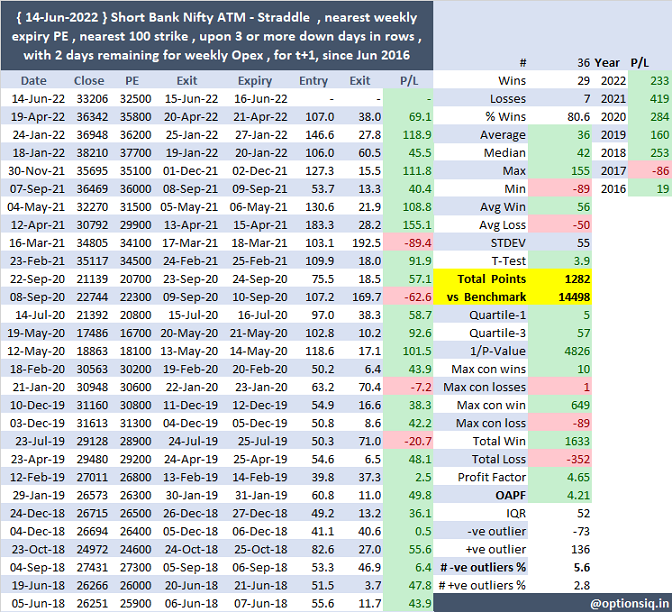 { 14-Jun-2022 } Short Bank Nifty ATM - Straddle , nearest weekly
expiry PE , nearest 100 strike , upon 3 or more down days in rows ,
with 2 days remaining for weekly Opex , for t+1, since Jun 2016
Date Close PE Exit Expiry Entry Exit P/L
14-Jun-22 33206 32500 15-Jun-22 16-Jun-22 - - -
19-Apr-22 36342 35800 20-Apr-22 21-Apr-22 107.0 38.0 69.1
25-Jan-22 36948 36200 25-Jan-22 27-Jan-22 146.6 27.8 118.9
18-Jan-22 38210 37700 19-Jan-22 20-Jan-22 106.0 60.5 45.5
30-Nov-21 35695 35100 01-Dec-21 02-Dec-21 127.3 15.5 111.8
07-Sep-21 36469 36000 08-Sep-21 09-Sep-21 53.7 13.3 40.4
04-May-21 32270 31500 05-May-21 06-May-21 130.6 21.9 108.8
12-Apr-21 30792 29900 13-Apr-21 15-Apr-21 183.3 28.2 155.1
16-Mar-21 34805 34100 17-Mar-21 18-Mar-21 103.1 192.5 -89.4
23-Feb-21 35117 34500 24-Feb-21 25-Feb-21 109.9 18.0 91.9
22-Sep-20 21139 20700 23-Sep-20 24-Sep-20 75.5 18.5 57.1
08-Sep-20 22744 22300 09-Sep-20 10-Sep-20 107.2 169.7 -62.6
14-Jul-20 21392 20800 15-Jul-20 16-Jul-20 97.0 38.3 58.7
19-May-20 17486 16700 20-May-20 21-May-20 102.8 10.2 92.6
12-May-20 18863 18100 13-May-20 14-May-20 118.6 17.1 101.5
18-Feb-20 30563 30200 19-Feb-20 20-Feb-20 50.2 6.4 43.9
21-Jan-20 30948 30600 22-Jan-20 23-Jan-20 63.2 70.4 -7.2
10-Dec-19 31160 30800 11-Dec-19 12-Dec-19 54.9 16.6 38.3
03-Dec-19 31613 31300 04-Dec-19 05-Dec-19 50.8 8.6 42.2
23-Jul-19 29128 28900 24-Jul-19 25-Jul-19 50.3 71.0 -20.7
23-Apr-19 29480 29200 24-Apr-19 25-Apr-19 54.6 6.5 48.1
12-Feb-19 27011 26800 13-Feb-19 14-Feb-19 39.8 37.3 2.5
29-Jan-19 26573 26300 30-Jan-19 31-Jan-19 60.8 11.0 49.8
24-Dec-18 26715 26500 26-Dec-18 27-Dec-18 49.2 13.2 36.1
04-Dec-18 26694 26400 05-Dec-18 06-Dec-18 41.1 40.6 0.5
23-Oct-18 24972 24600 24-Oct-18 25-Oct-18 82.6 27.0 55.6
04-Sep-18 27431 27300 05-Sep-18 06-Sep-18 53.3 46.9 6.4
19-Jun-18 26266 26000 20-Jun-18 21-Jun-18 51.5 3.7 47.8
05-Jun-18 26251 25900 06-Jun-18 07-Jun-18 55.6 11.7 43.9
# 36 Year P/L
Wins 29 2022 233
Losses 7 2021 419
% Wins 80.6 2020 284
Average 36 2019 160
Median 42 2018 253
Max 155 2017 -86
Min -89 2016 19
Avg Win 56
Avg Loss -50
STDEV 55
T-Test 3.9
Total Points 1282
vs Benchmark 14498
Quartile-1 5
Quartile-3 57
1/P-Value 4826
Max con wins 10
Max con losses 1
Max con win 649
Max con loss -89
Total Win 1633
Total Loss -352
Profit Factor 4.65
OAPF 4.21
IQR 52
-ve outlier -73
+ve outlier 136
# -ve outliers % 5.6
# +ve outliers % 2.8
@optionsiq.in